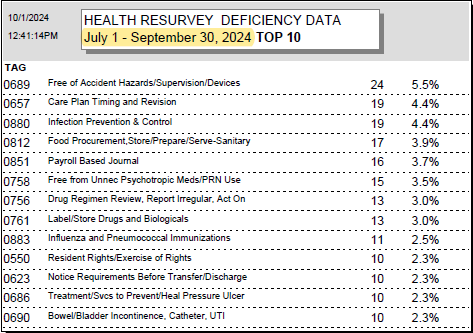 10/1/2024
12:41:14PM
HEALTH RESURVEY DEFICIENCY DATA
July 1 - September 30, 2024 TOP 10
TAG
0689 Free of Accident Hazards/Supervision/Devices 24 5.5%
0657 Care Plan Timing and Revision 19 4.4%
0880 Infection Prevention & Control 19 4.4%
0812 Food Procurement,Store/Prepare/Serve-Sanitary 17 3.9%
0851 Payroll Based Journal 16 3.7%
0758 Free from Unnec Psychotropic Meds/PRN Use 15 3.5%
0756 Drug Regimen Review, Report Irregular, Act On 13 3.0%
0761 Label/Store Drugs and Biologicals 13 3.0%
0883 Influenza and Pneumococcal Immunizations 11 2.5%
0550 Resident Rights/Exercise of Rights 10 2.3%
0623 Notice Requirements Before Transfer/Discharge 10 2.3%
0686 Treatment/Svcs to Prevent/Heal Pressure Ulcer 10 2.3%
0690 Bowel/Bladder Incontinence, Catheter, UTI 10 2.3%